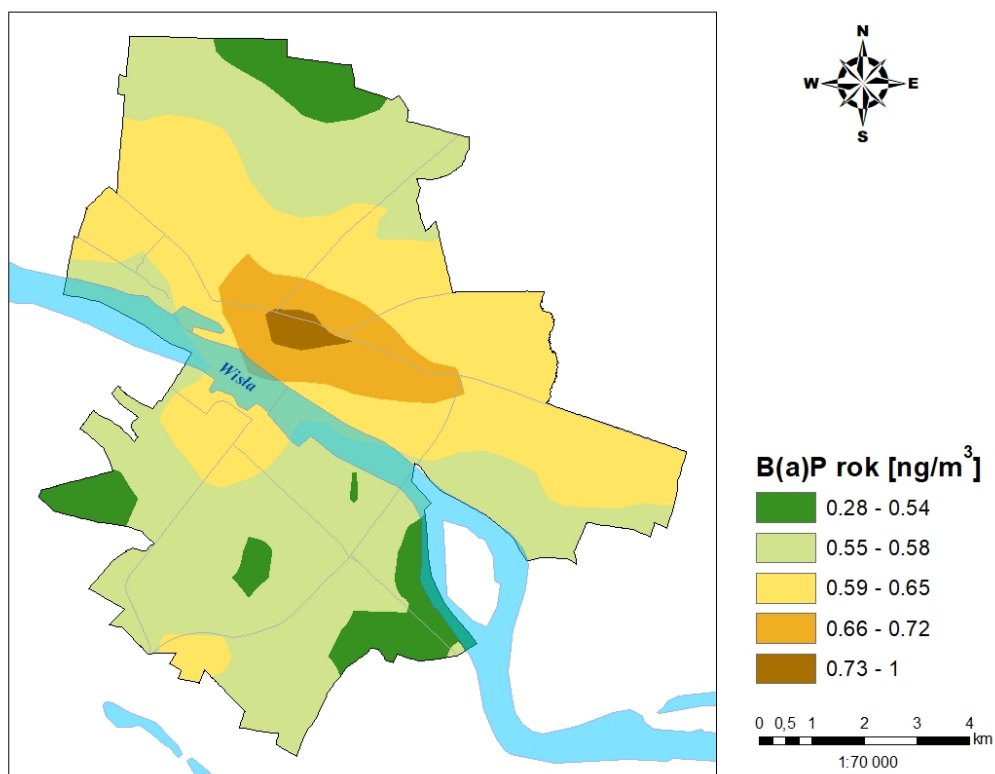 N
W E
S
Wisła
B(a)P rok [ng/m³]
0.28 - 0.54
0.55 - 0.58
0.59 - 0.65
0.66 - 0.72
0.73 - 1
0 0,5 1 2 3 4
km
1:70 000